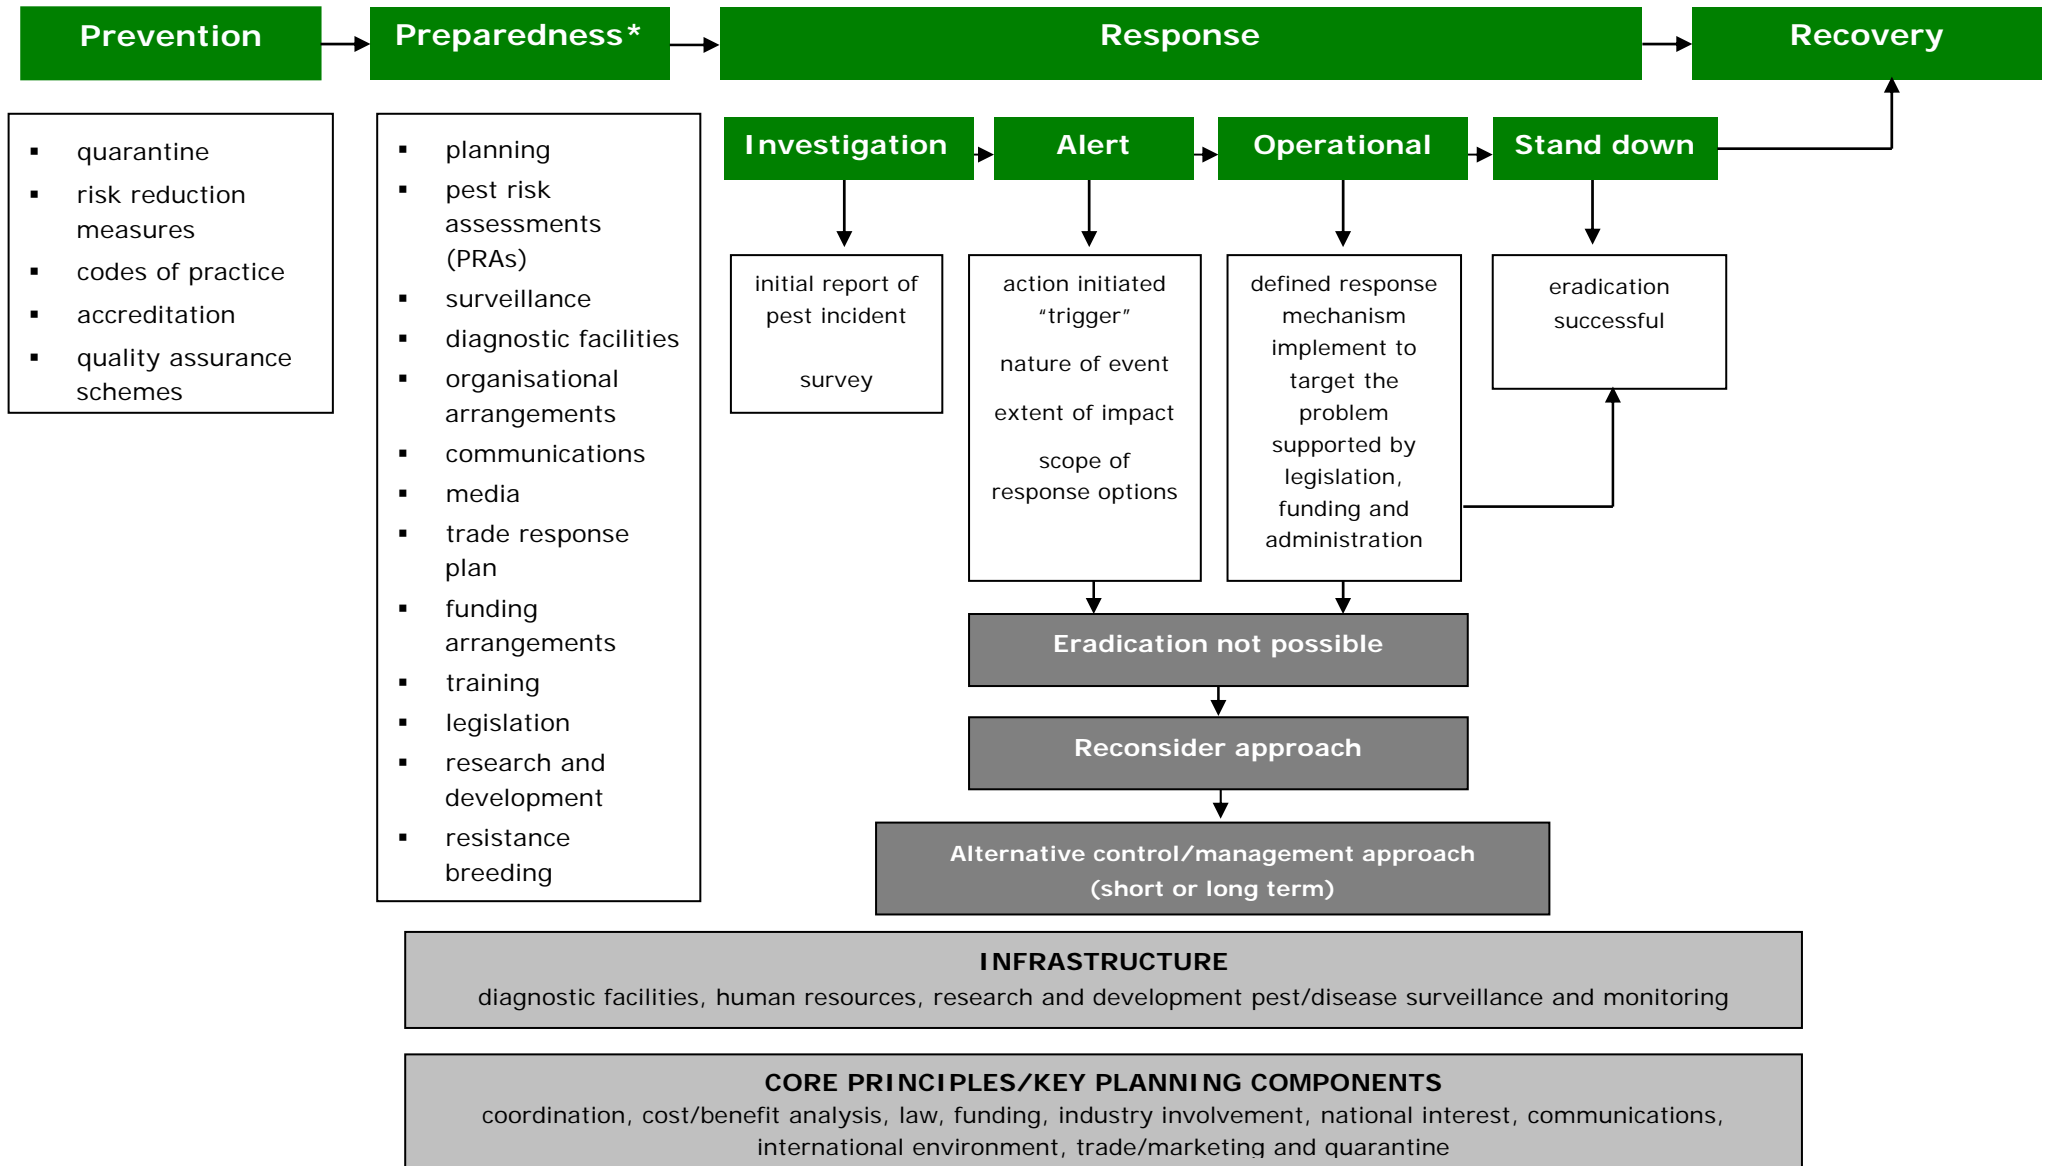 Prevention
Preparedness*
Response
Recovery
▪ quarantine
▪ risk reduction
measures
▪ codes of practice
▪ accreditation
▪ quality assurance
schemes
▪ planning
▪ pest risk
assessments
(PRAs)
▪ surveillance
▪ diagnostic facilities
▪ organisational
arrangements
▪ communications
▪ media
▪ trade response
plan
▪ funding
arrangements
▪ training
▪ legislation
▪ research and
development
▪ resistance
breeding
Investigation
Alert
Operational
Stand down
initial report of
pest incident
survey
action initiated
“trigger”
nature of event
extent of impact
scope of
response options
defined response
mechanism
implement to
target the
problem
supported by
legislation,
funding and
administration
eradication
successful
Eradication not possible
Reconsider approach
Alternative control/management approach
(short or long term)
INFRASTRUCTURE
diagnostic facilities, human resources, research and development pest/disease surveillance and monitoring
CORE PRINCIPLES/KEY PLANNING COMPONENTS
coordination, cost/benefit analysis, law, funding, industry involvement, national interest, communications,
international environment, trade/marketing and quarantine